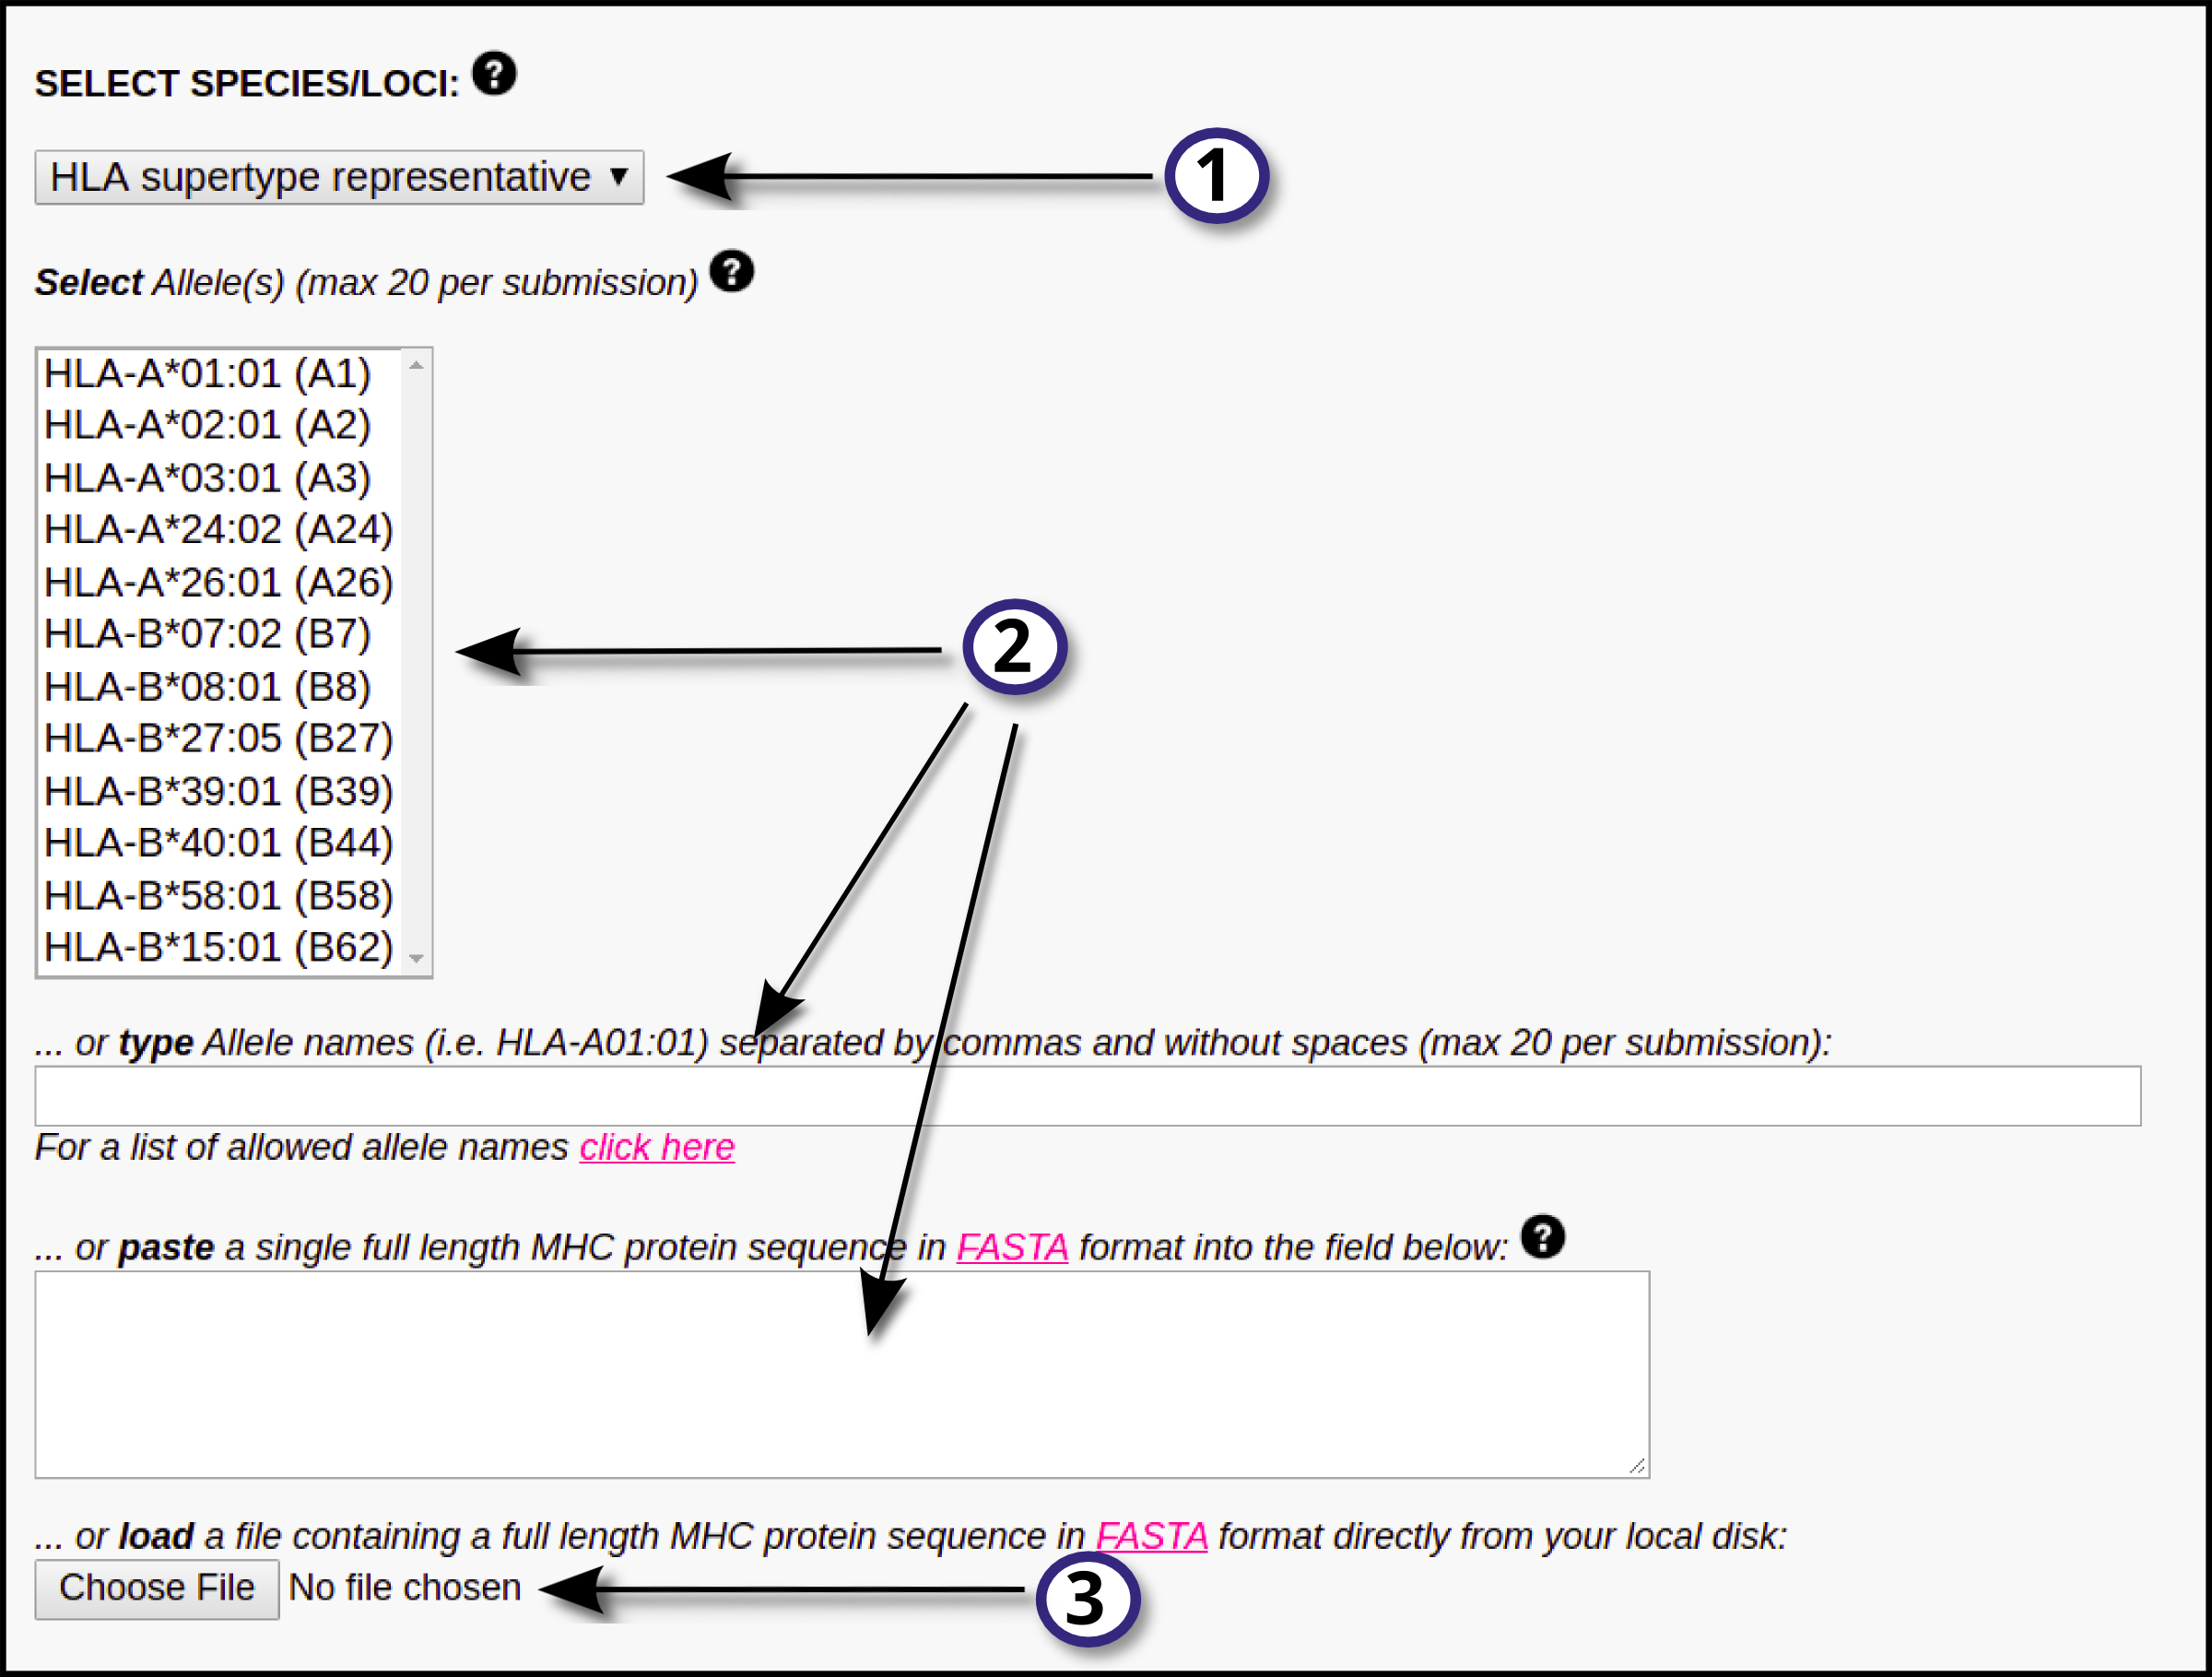 SELECT SPECIES/LOCI: ?
HLA supertype representative ▼
1
Select Allele(s) (max 20 per submission) ?
HLA-A*01:01 (A1)
HLA-A*02:01 (A2)
HLA-A*03:01 (A3)
HLA-A*24:02 (A24)
HLA-A*26:01 (A26)
HLA-B*07:02 (B7)
2
HLA-B*08:01 (B8)
HLA-B*27:05 (B27)
HLA-B*39:01 (B39)
HLA-B*40:01 (B44)
HLA-B*58:01 (B58)
HLA-B*15:01 (B62)
... or type Allele names (i.e. HLA-A01:01) separated by commas and without spaces (max 20 per submission):
For a list of allowed allele names click here
... or paste a single full length MHC protein sequence in FASTA format into the field below: ?
... or load a file containing a full length MHC protein sequence in FASTA format directly from your local disk:
Choose File No file chosen
3